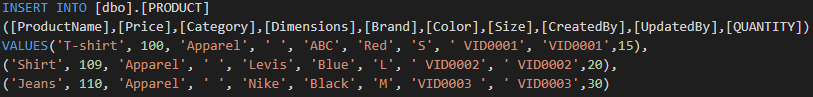 INSERT INTO [dbo].[PRODUCT]
([ProductName],[Price],[Category],[Dimensions],[Brand],[Color],[Size],[CreatedBy],[UpdatedBy],[QUANTITY])
VALUES('T-shirt', 100, 'Apparel', ' ', 'ABC', 'Red', 'S', ' VID0001', 'VID0001',15),
('Shirt', 109, 'Apparel', ' ', 'Levis', 'Blue', 'L', ' VID0002', ' VID0002',20),
('Jeans', 110, 'Apparel', ' ', 'Nike', 'Black', 'M', 'VID0003 ', ' VID0003',30)